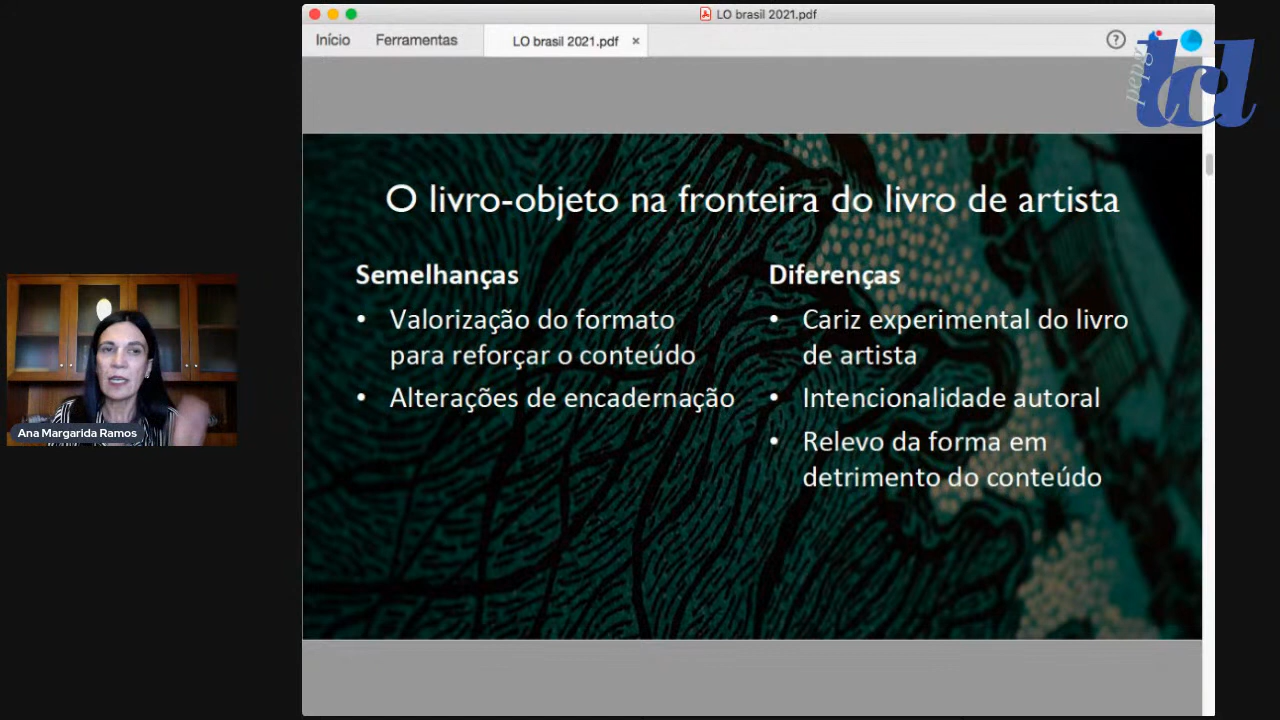 LO brasil 2021.pdf
Início
Ferramentas
LO brasil 2021.pdf
pepg
lcl
O livro-objeto na fronteira do livro de artista
Semelhanças
• Valorização do formato
para reforçar o conteúdo
• Alterações de encadernação
Diferenças
• Cariz experimental do livro
de artista
• Intencionalidade autoral
• Relevo da forma em
detrimento do conteúdo
Ana Margarida Ramos